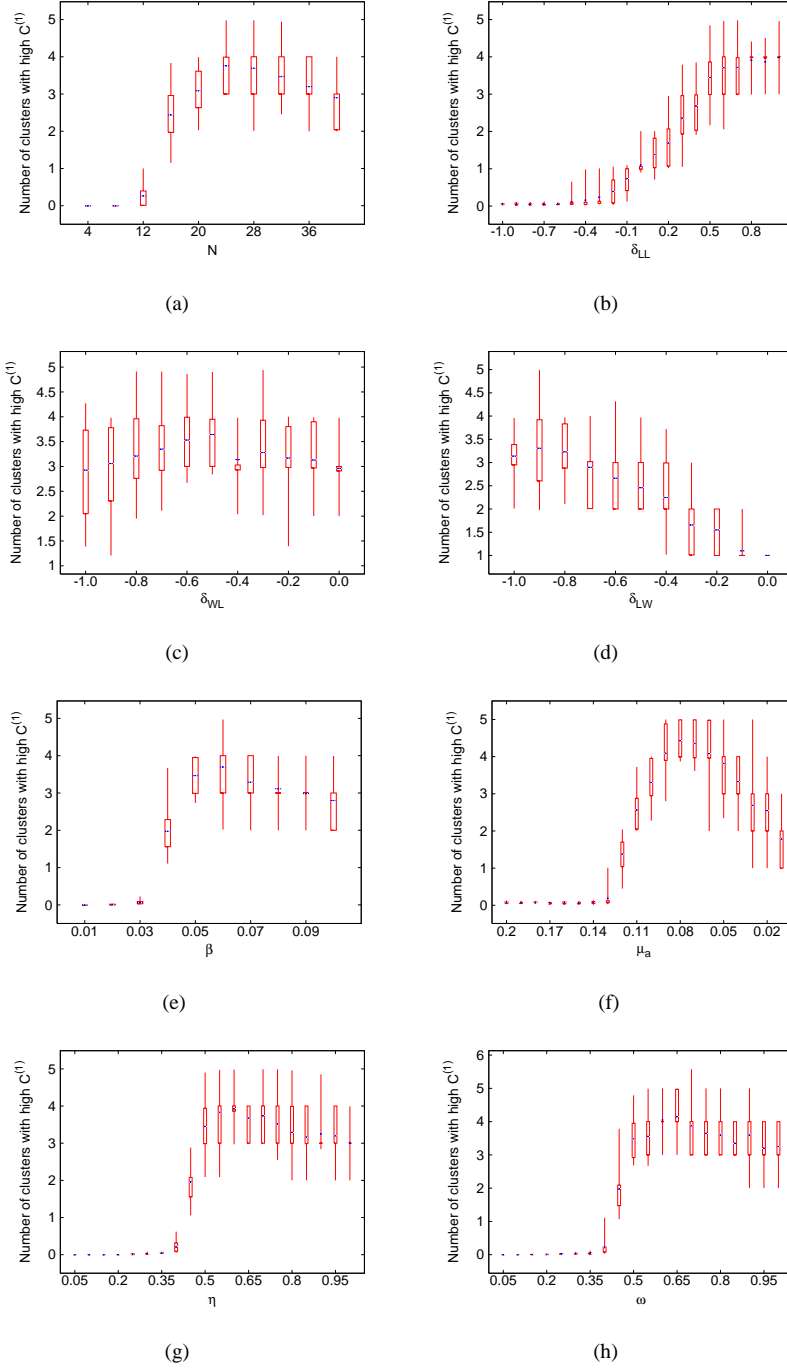 5
4
3
2
1
0
4 12 20 28 36
Number of clusters with high C(1)
N
(a)
5
4
3
2
1
0
-1.0 -0.7 -0.4 -0.1 0.2 0.5 0.8
Number of clusters with high C(1)
δLL
(b)
5
4.5
4
3.5
3
2.5
2
1.5
1
-1.0 -0.8 -0.6 -0.4 -0.2 0.0
Number of clusters with high C(1)
δWL
(c)
5
4.5
4
3.5
3
2.5
2
1.5
1
-1.0 -0.8 -0.6 -0.4 -0.2 0.0
Number of clusters with high C(1)
δLW
(d)
5
4
3
2
1
0
0.01 0.03 0.05 0.07 0.09
Number of clusters with high C(1)
β
(e)
5
4
3
2
1
0
0.2 0.17 0.14 0.11 0.08 0.05 0.02
Number of clusters with high C(1)
μa
(f)
5
4
3
2
1
0
0.05 0.2 0.35 0.5 0.65 0.8 0.95
Number of clusters with high C(1)
η
(g)
6
5
4
3
2
1
0
0.05 0.2 0.35 0.5 0.65 0.8 0.95
Number of clusters with high C(1)
ω
(h)